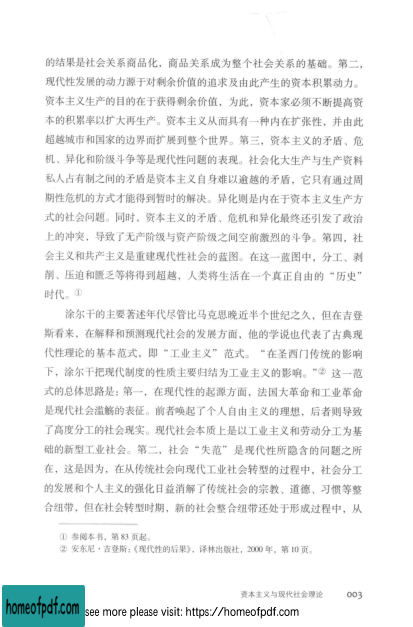 的结果是社会关系商品化，商品关系成为整个社会关系的基础。第二，
现代性发展的动力源于对剩余价值的追求及由此产生的资本积累动力。
资本主义生产的目的在于获得剩余价值，为此，资本家必须不断提高资
本的积累率以扩大再生产。资本主义从而具有一种内在扩张性，并由此
超越城市和国家的边界而扩展到整个世界。第三，资本主义的矛盾、危
机、异化和阶级斗争等是现代性问题的表现。社会化大生产与生产资料
私人占有制之间的矛盾是资本主义自身难以逾越的矛盾，它只有通过周
期性危机的方式才能得到暂时的解决。异化则是内在于资本主义生产方
式的社会问题。同时，资本主义的矛盾、危机和异化最终还引发了政治
上的冲突，导致了无产阶级与资产阶级之间空前激烈的斗争。第四，社
会主义和共产主义是重建现代性社会的蓝图。在这一蓝图中，分工、剥
削、压迫和匮乏等将得到超越，人类将生活在一个真正自由的“历史”
时代。①
涂尔干的主要著述年代尽管比马克思晚近半个世纪之久，但在吉登
斯看来，在解释和预测现代社会的发展方面，他的学说也代表了古典现
代性理论的基本范式，即“工业主义”范式。“在圣西门传统的影响
下，涂尔干把现代制度的性质主要归结为工业主义的影响。”② 这一范
式的总体思路是：第一，在现代性的起源方面，法国大革命和工业革命
是现代社会滥觞的表征。前者唤起了个人自由主义的理想，后者则导致
了高度分工的社会现实。现代社会本质上是以工业主义和劳动分工为基
础的新型工业社会。第二，社会“失范”是现代性所隐含的问题之所
在，这是因为，在从传统社会向现代工业社会转型的过程中，社会分工
的发展和个人主义的强化日益消解了传统社会的宗教、道德、习惯等整
合纽带，但在社会转型时期，新的社会整合纽带还处于形成过程中，从
① 参阅本书，第 83 页起。
② 安东尼·吉登斯：《现代性的后果》，译林出版社，2000 年，第 10 页。
资本主义与现代社会理论 003
homeofpdf.com
see more please visit: https://homeofpdf.com